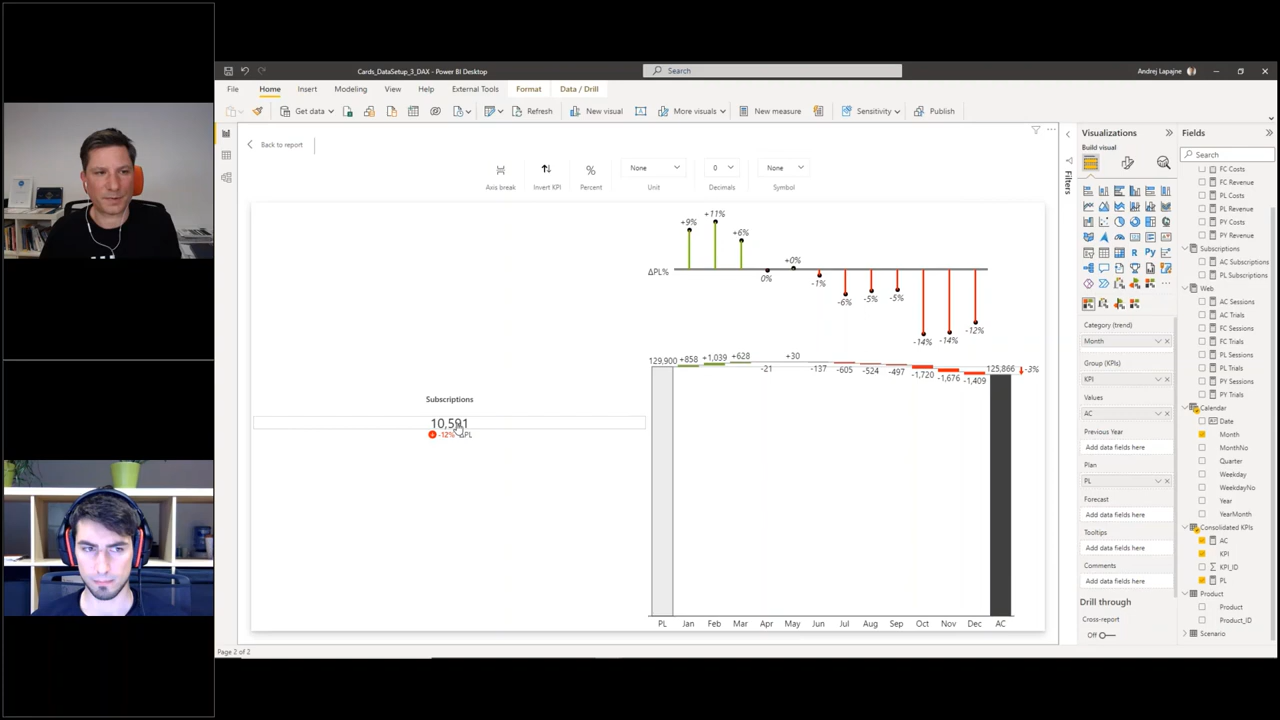 Cards_DataSetup_3_DAX - Power BI Desktop
Search
Andrej Lapajne
File
Home
Insert
Modeling
View
Help
External Tools
Format
Data / Drill
Get data
Refresh
New visual
More visuals
New measure
Sensitivity
Publish
Back to report
Axis break
Invert KPI
Percent
None
Unit
0
Decimals
None
Symbol
+9%
+11%
+6%
0%
+0%
-1%
-6%
-5%
-5%
-14%
-14%
-12%
ΔPL%
129,900
+858
+1,039
+628
-21
+30
-137
-605
-524
-497
-1,720
-1,676
-1,409
125,866
-3%
PL
Jan
Feb
Mar
Apr
May
Jun
Jul
Aug
Sep
Oct
Nov
Dec
AC
Subscriptions
10,591
-12% ΔPL
Page 2 of 2
Filters
Visualizations
Build visual
Category (trend)
Month
Group (KPIs)
KPI
Values
AC
Previous Year
Add data fields here
Plan
PL
Forecast
Add data fields here
Tooltips
Add data fields here
Comments
Add data fields here
Drill through
Cross-report
Off
Fields
Search
FC Costs
FC Revenue
PL Costs
PL Revenue
PY Costs
PY Revenue
Subscriptions
AC Subscriptions
PL Subscriptions
Web
AC Sessions
AC Trials
FC Sessions
FC Trials
PL Sessions
PL Trials
PY Sessions
PY Trials
Calendar
Date
Month
MonthNo
Quarter
Weekday
WeekdayNo
Year
YearMonth
Consolidated KPIs
AC
KPI
KPI_ID
PL
Product
Product
Product_ID
Scenario